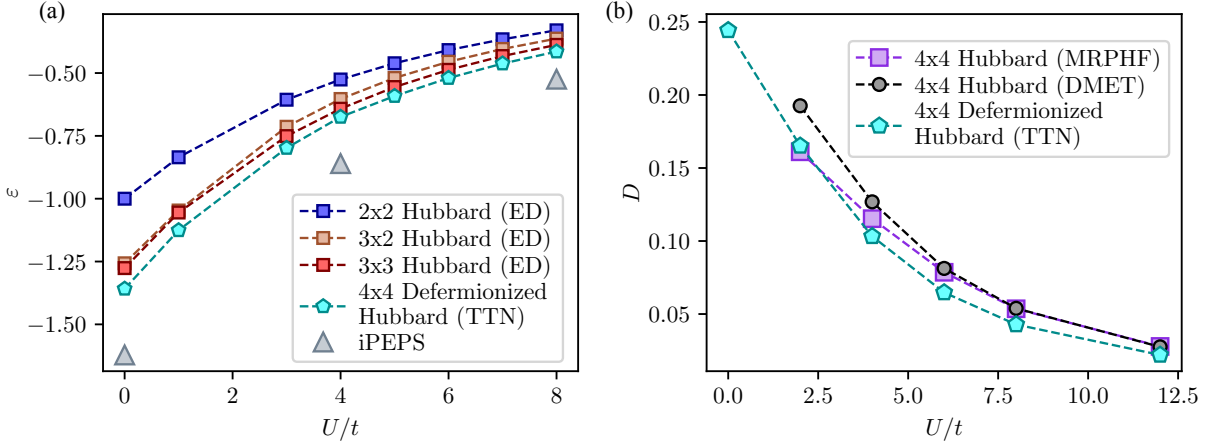 (a)
−0.50
−0.75
−1.00
−1.25
−1.50
ε
0
2
4
6
8
U/t
2x2 Hubbard (ED)
3x2 Hubbard (ED)
3x3 Hubbard (ED)
4x4 Defermionized
Hubbard (TTN)
iPEPS
(b)
0.25
0.20
0.15
0.10
0.05
D
0.0
2.5
5.0
7.5
10.0
12.5
U/t
4x4 Hubbard (MRPHF)
4x4 Hubbard (DMET)
4x4 Defermionized
Hubbard (TTN)